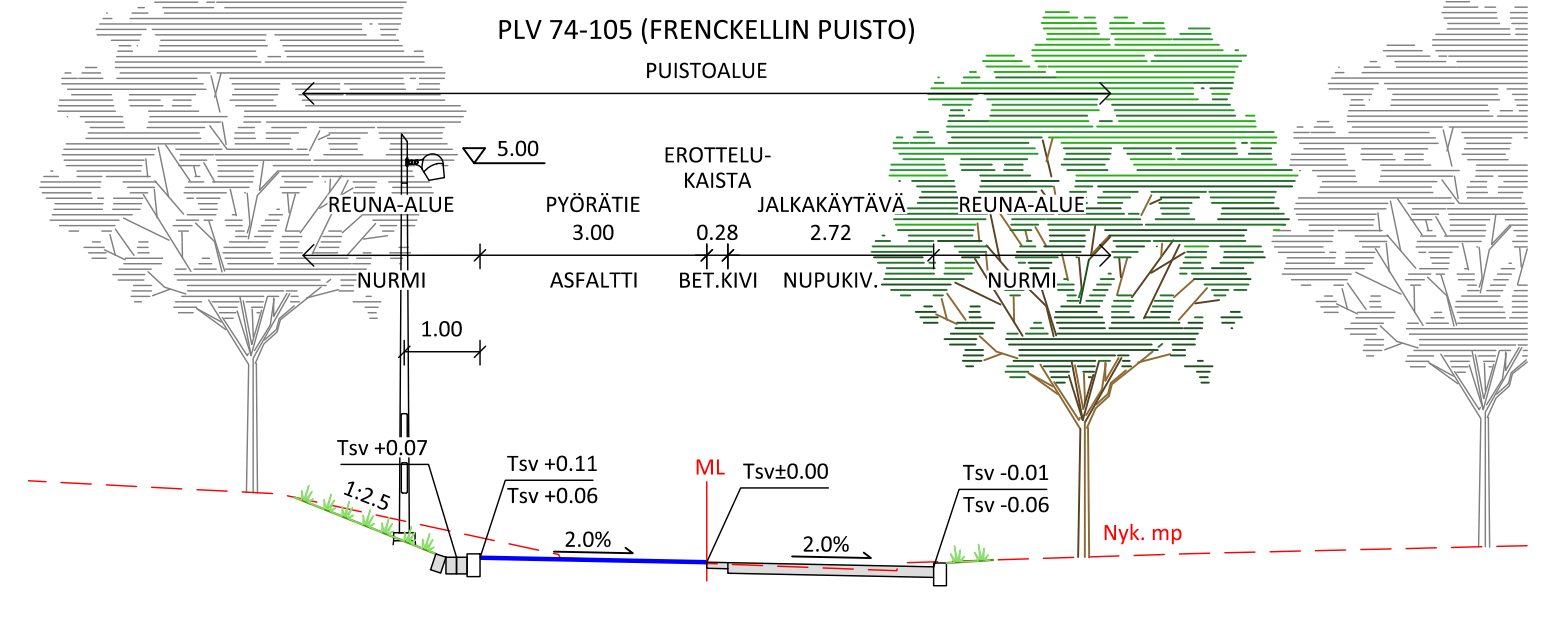 PLV 74-105 (FRENCKELLIN PUISTO)
PUISTOALUE
5.00
EROTTELU-
KAISTA
REUNA-ALUE PYÖRÄTIE JALKAKÄYTÄVÄ REUNA-ALUE
3.00 0.28 2.72
NURMI ASFALTTI BET.KIVI NUPUKIV. NURMI
1.00
Tsv +0.07
Tsv +0.11
Tsv +0.06
ML
Tsv±0.00
Tsv -0.01
Tsv -0.06
1:2.5
2.0%
2.0%
Nyk. mp